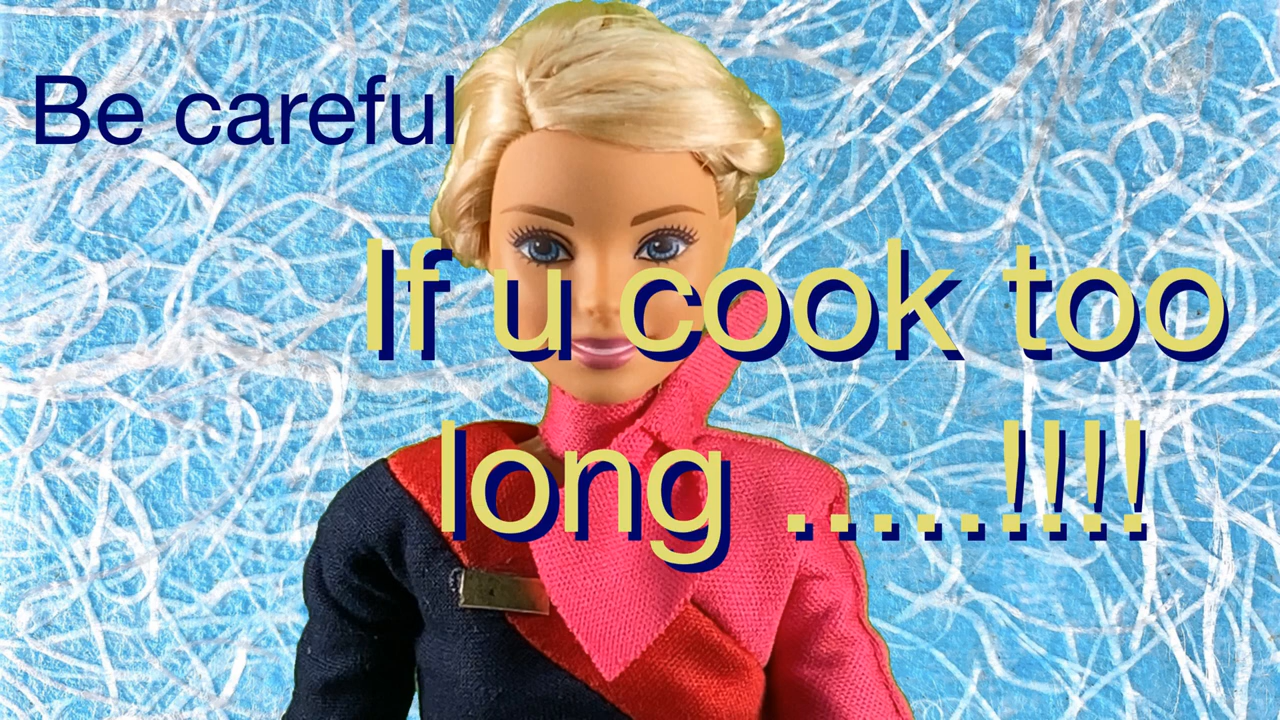 Be careful
If u cook too
long ......!!!!